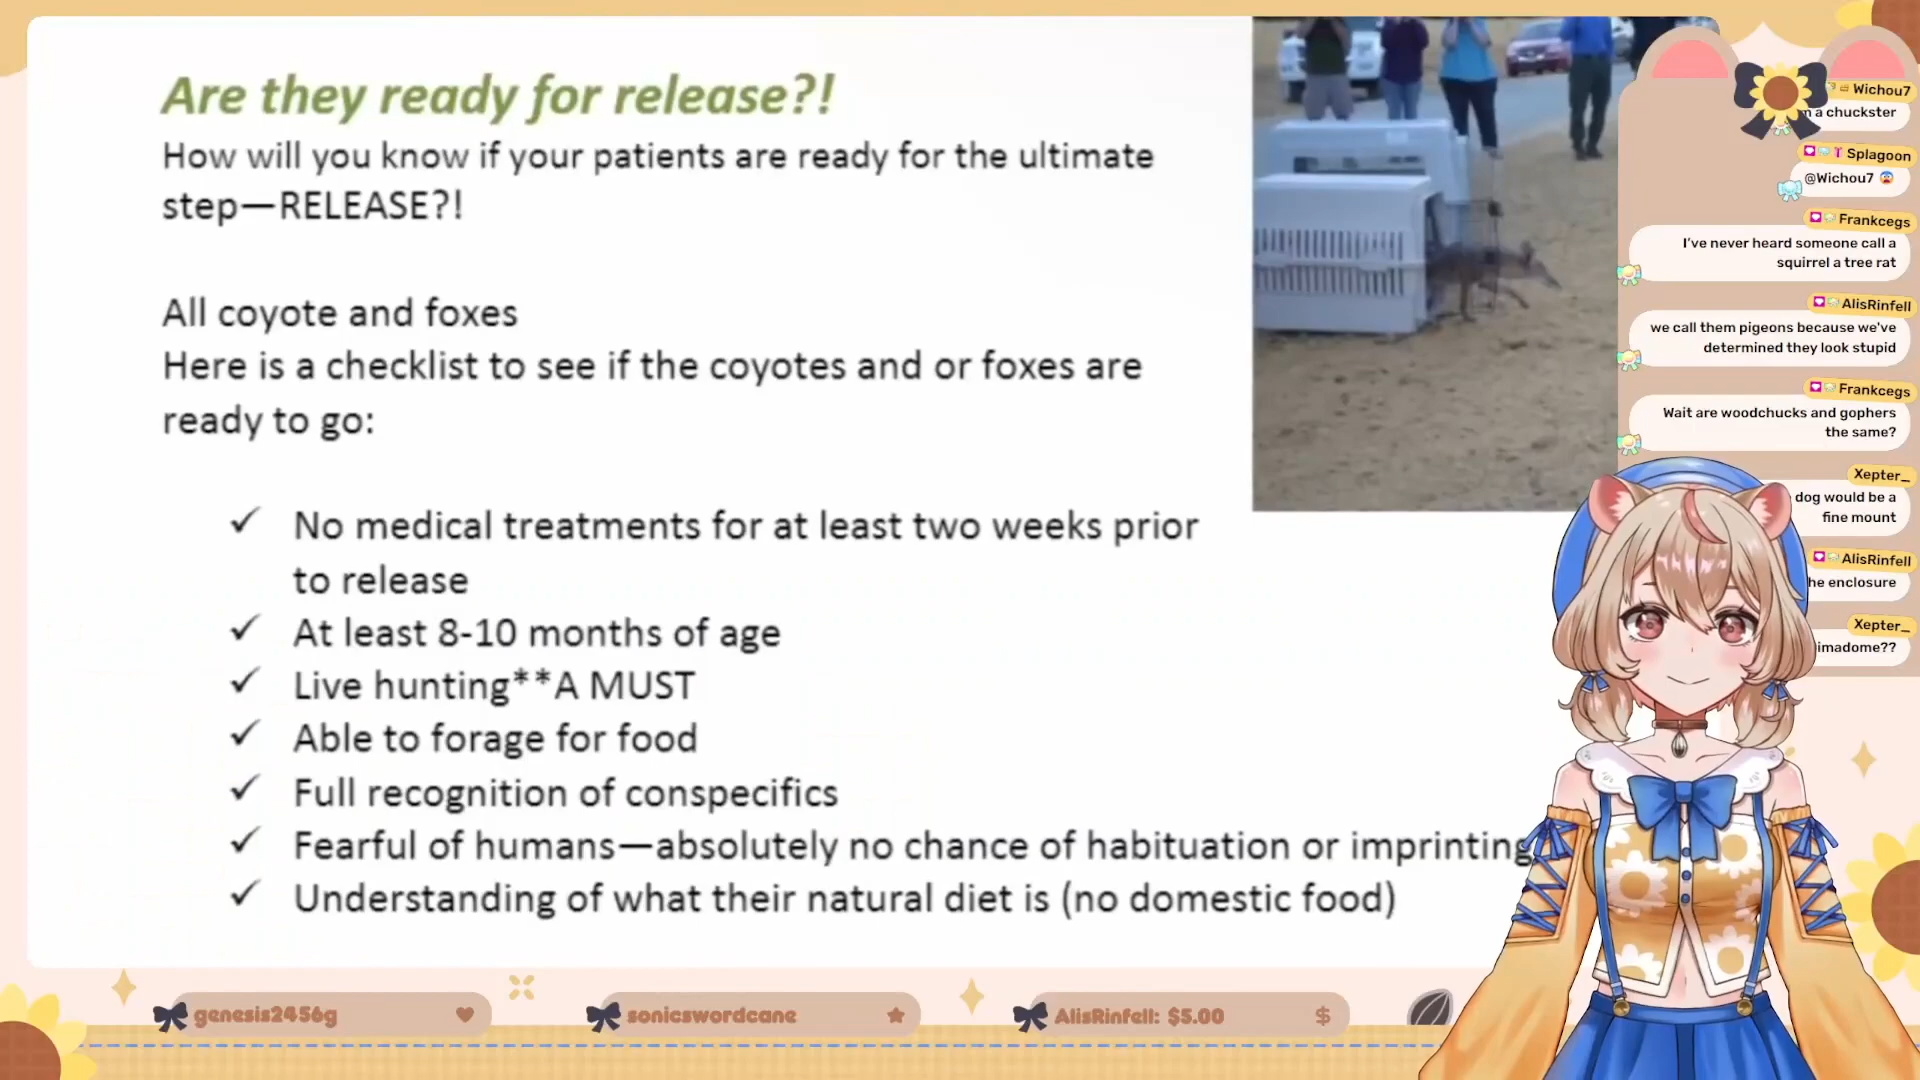 Are they ready for release?!
How will you know if your patients are ready for the ultimate
step—RELEASE?!
All coyote and foxes
Here is a checklist to see if the coyotes and or foxes are
ready to go:
✓ No medical treatments for at least two weeks prior
to release
✓ At least 8-10 months of age
✓ Live hunting**A MUST
✓ Able to forage for food
✓ Full recognition of conspecifics
✓ Fearful of humans—absolutely no chance of habituation or imprinting
✓ Understanding of what their natural diet is (no domestic food)
Wichou7
a chuckster
Splagoon
@Wichou7 😨
Frankcegs
I've never heard someone call a
squirrel a tree rat
AlisRinfell
we call them pigeons because we've
determined they look stupid
Frankcegs
Wait are woodchucks and gophers
the same?
Xepter_
dog would be a
fine mount
AlisRinfell
enclosure
Xepter_
imadome??
genesis2456g
sonicswordcane
AlisRinfell: $5.00
$